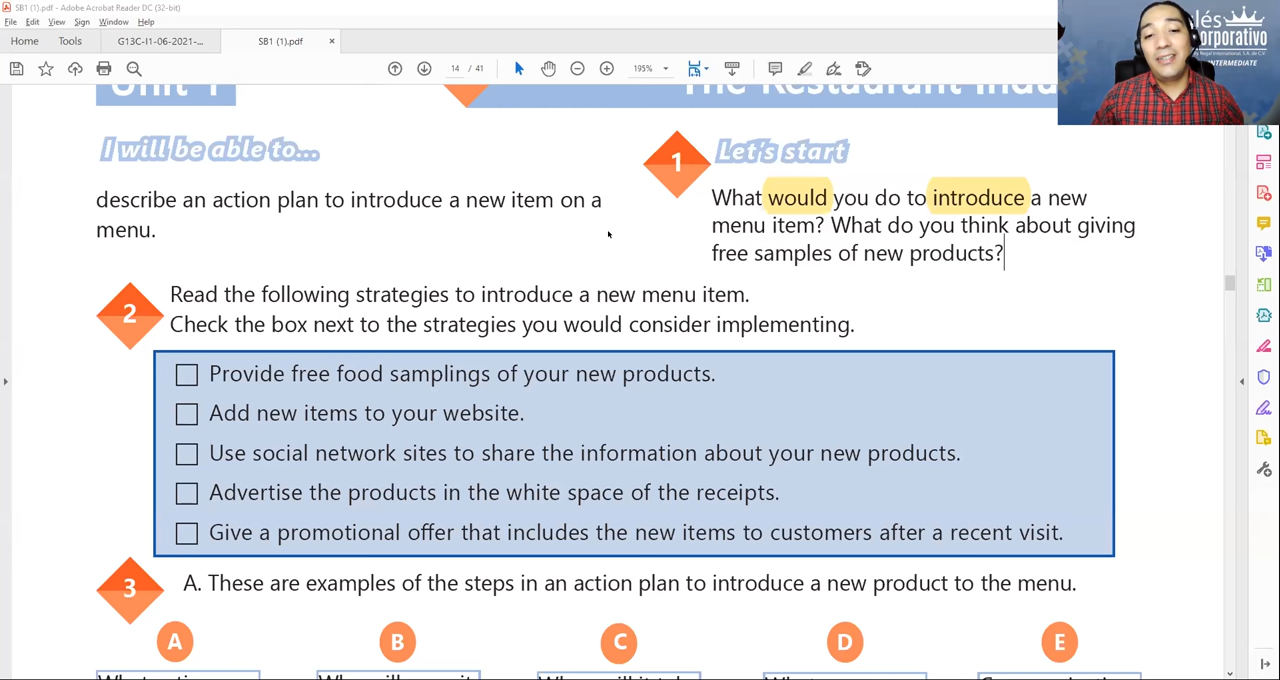 SB1 (1).pdf - Adobe Acrobat Reader DC (32-bit)
File Edit View Sign Window Help
Home Tools G13C-I1-06-2021-... SB1 (1).pdf ×
14 / 41 195%
Unit 1
The Restaurant Indu
I will be able to...
describe an action plan to introduce a new item on a
menu.
1
Let's start
What would you do to introduce a new
menu item? What do you think about giving
free samples of new products?
2
Read the following strategies to introduce a new menu item.
Check the box next to the strategies you would consider implementing.
Provide free food samplings of your new products.
Add new items to your website.
Use social network sites to share the information about your new products.
Advertise the products in the white space of the receipts.
Give a promotional offer that includes the new items to customers after a recent visit.
3
A. These are examples of the steps in an action plan to introduce a new product to the menu.
A B C D E
lés
rporativo
INTERMEDIATE